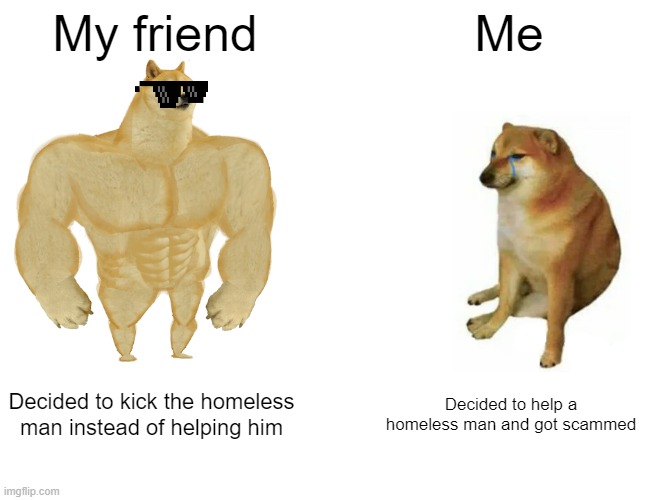 My friend
Me
Decided to kick the homeless
man instead of helping him
Decided to help a
homeless man and got scammed
imgflip.com